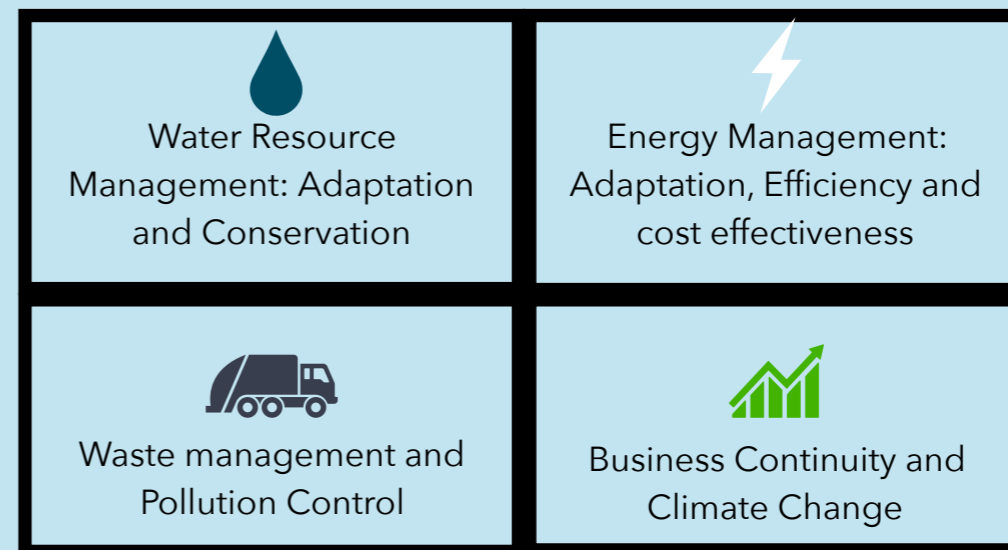 Water Resource
Management: Adaptation
and Conservation
Energy Management:
Adaptation, Efficiency and
cost effectiveness
Waste management and
Pollution Control
Business Continuity and
Climate Change